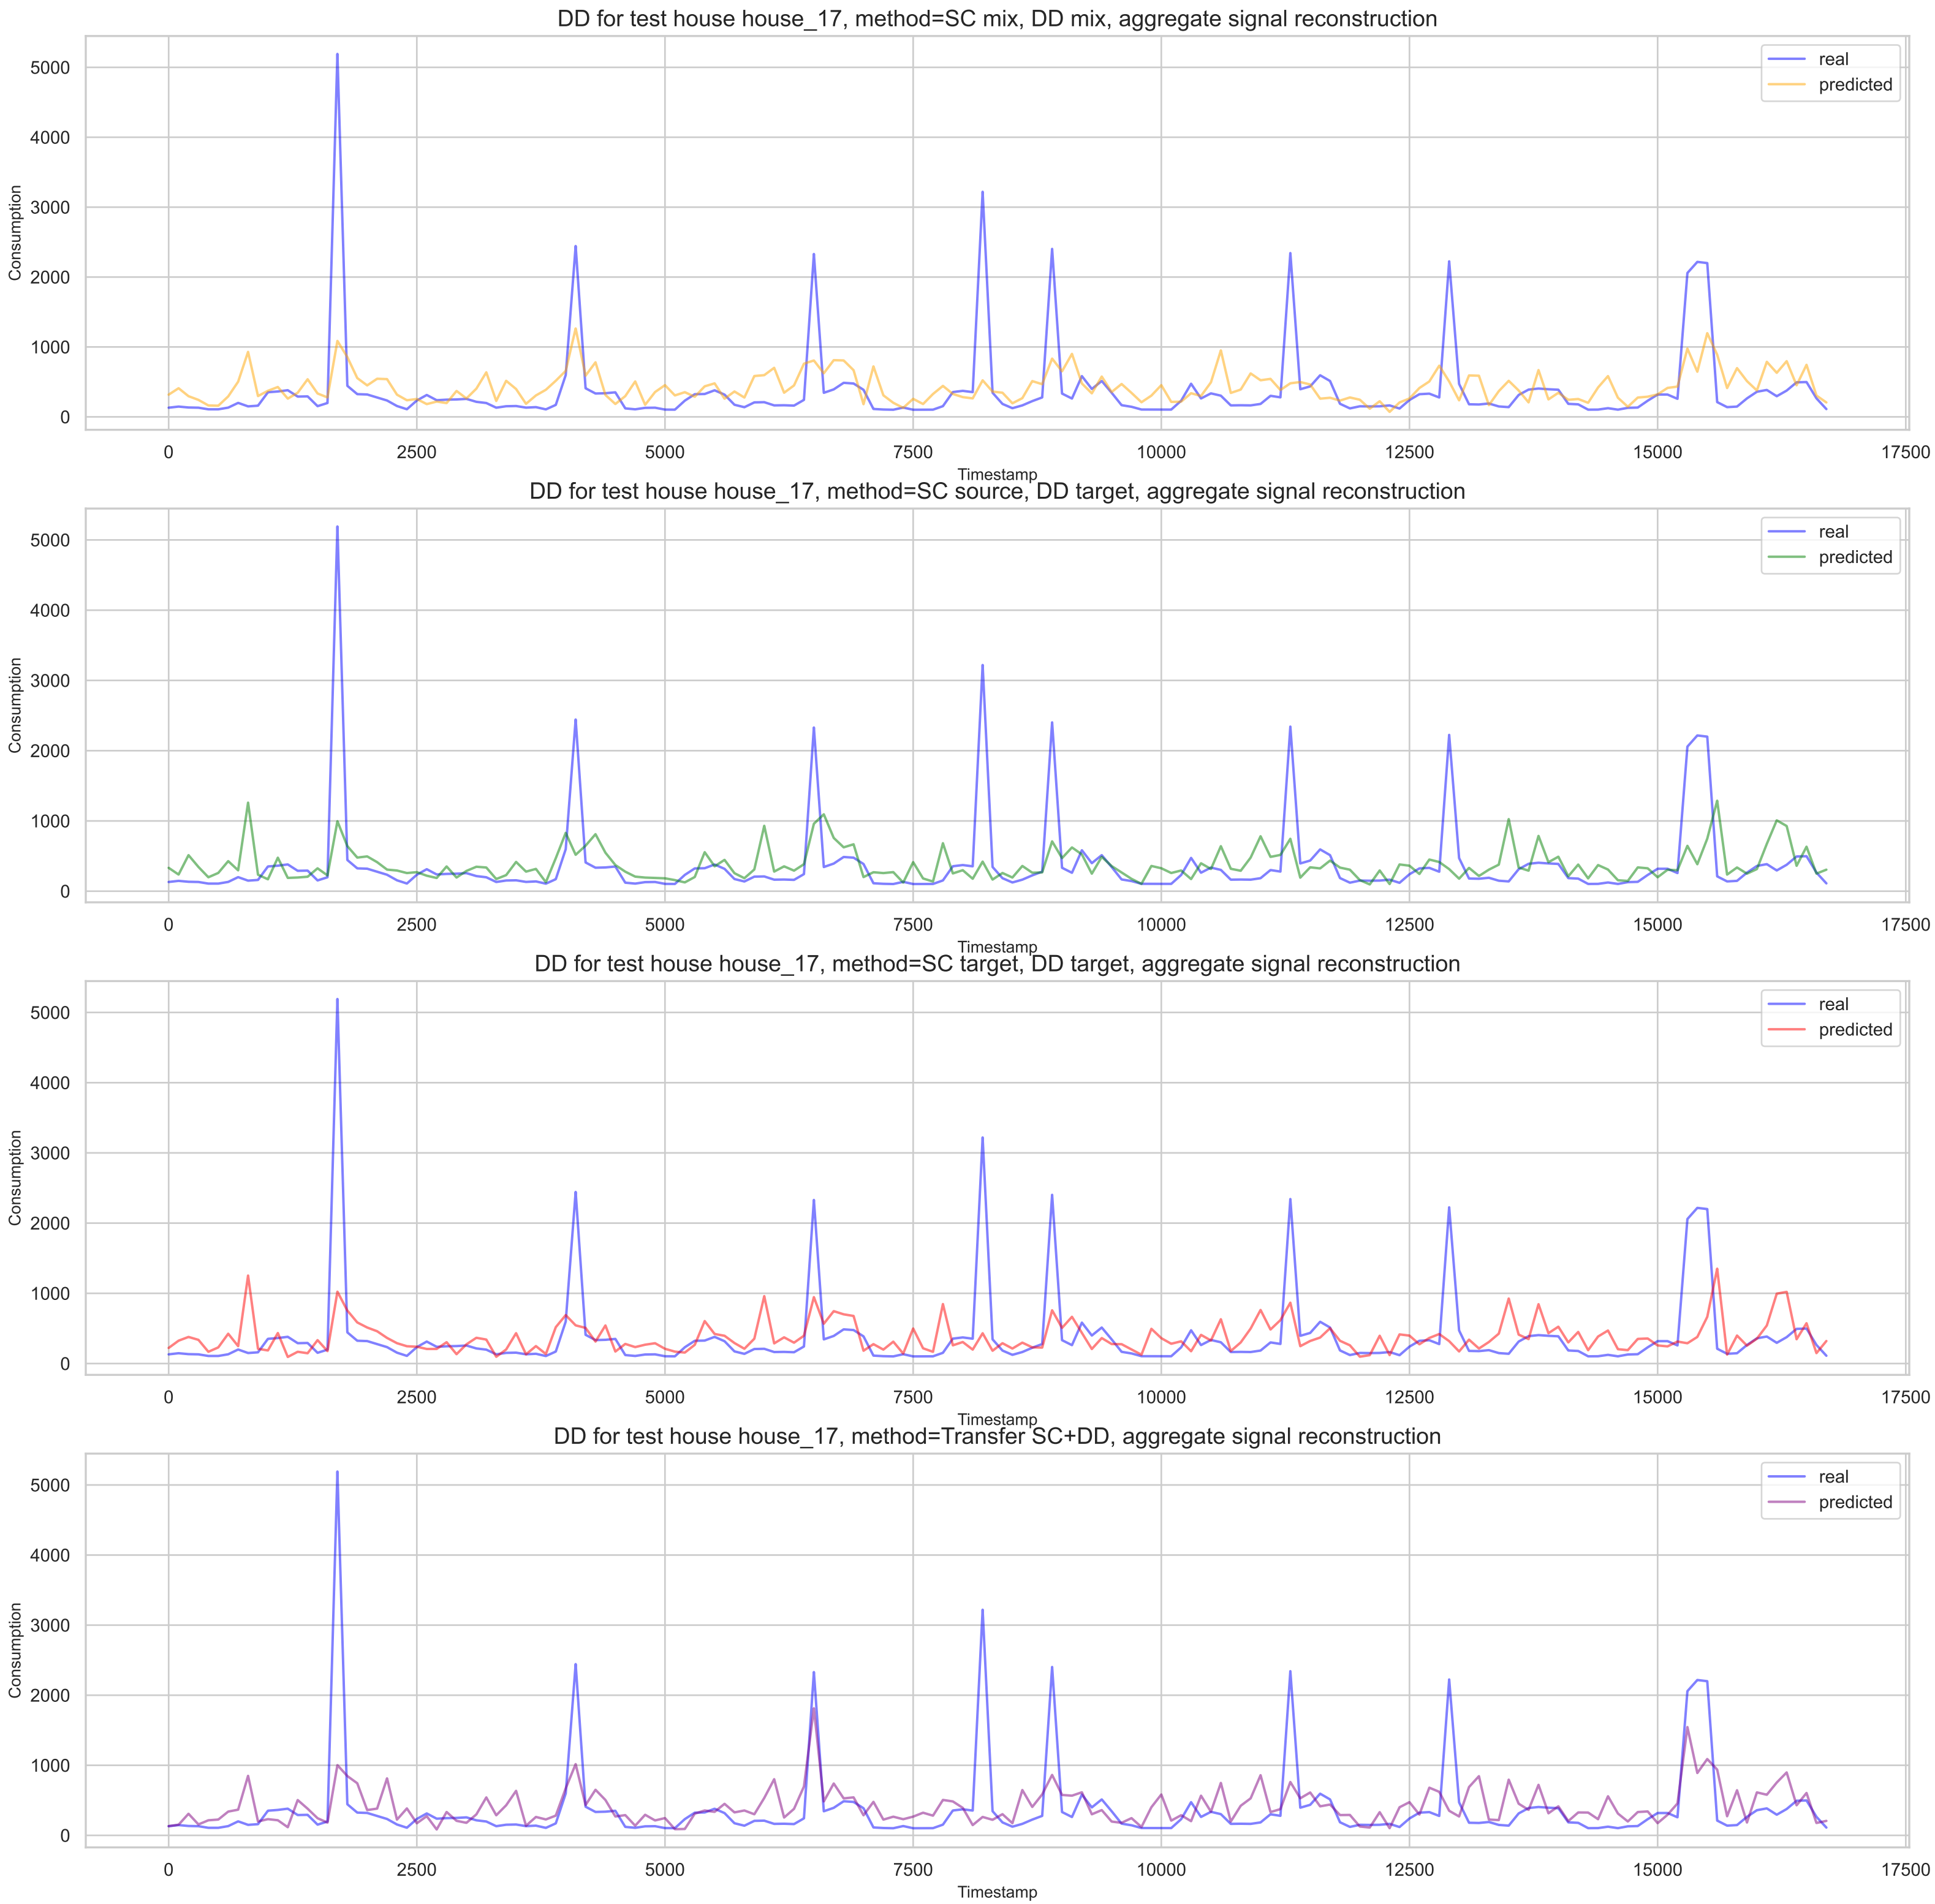 DD for test house house_17, method=SC mix, DD mix, aggregate signal reconstruction
real
predicted
Consumption
5000
4000
3000
2000
1000
0
0 2500 5000 7500 10000 12500 15000 17500
Timestamp
DD for test house house_17, method=SC source, DD target, aggregate signal reconstruction
real
predicted
Consumption
5000
4000
3000
2000
1000
0
0 2500 5000 7500 10000 12500 15000 17500
Timestamp
DD for test house house_17, method=SC target, DD target, aggregate signal reconstruction
real
predicted
Consumption
5000
4000
3000
2000
1000
0
0 2500 5000 7500 10000 12500 15000 17500
Timestamp
DD for test house house_17, method=Transfer SC+DD, aggregate signal reconstruction
real
predicted
Consumption
5000
4000
3000
2000
1000
0
0 2500 5000 7500 10000 12500 15000 17500
Timestamp